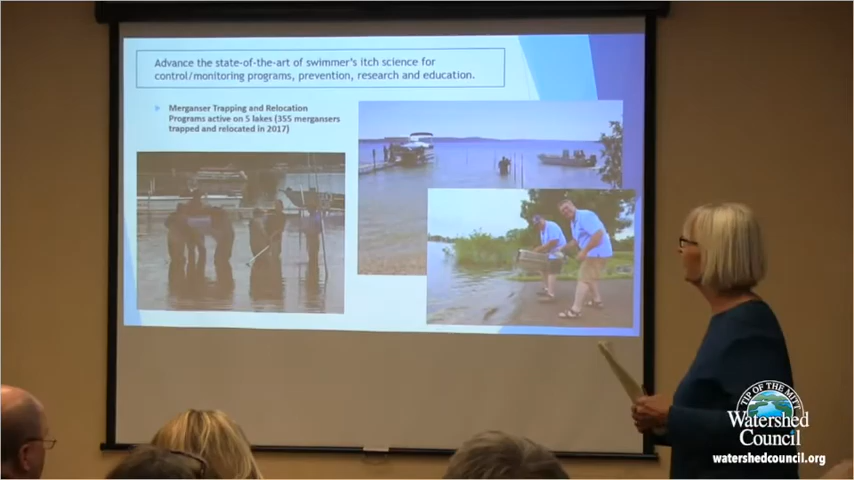 Advance the state-of-the-art of swimmer's itch science for
control/monitoring programs, prevention, research and education.
Merganser Trapping and Relocation
Programs active on 5 lakes (355 mergansers
trapped and relocated in 2017)
TIP OF THE MITT
Watershed
Council
watershedcouncil.org